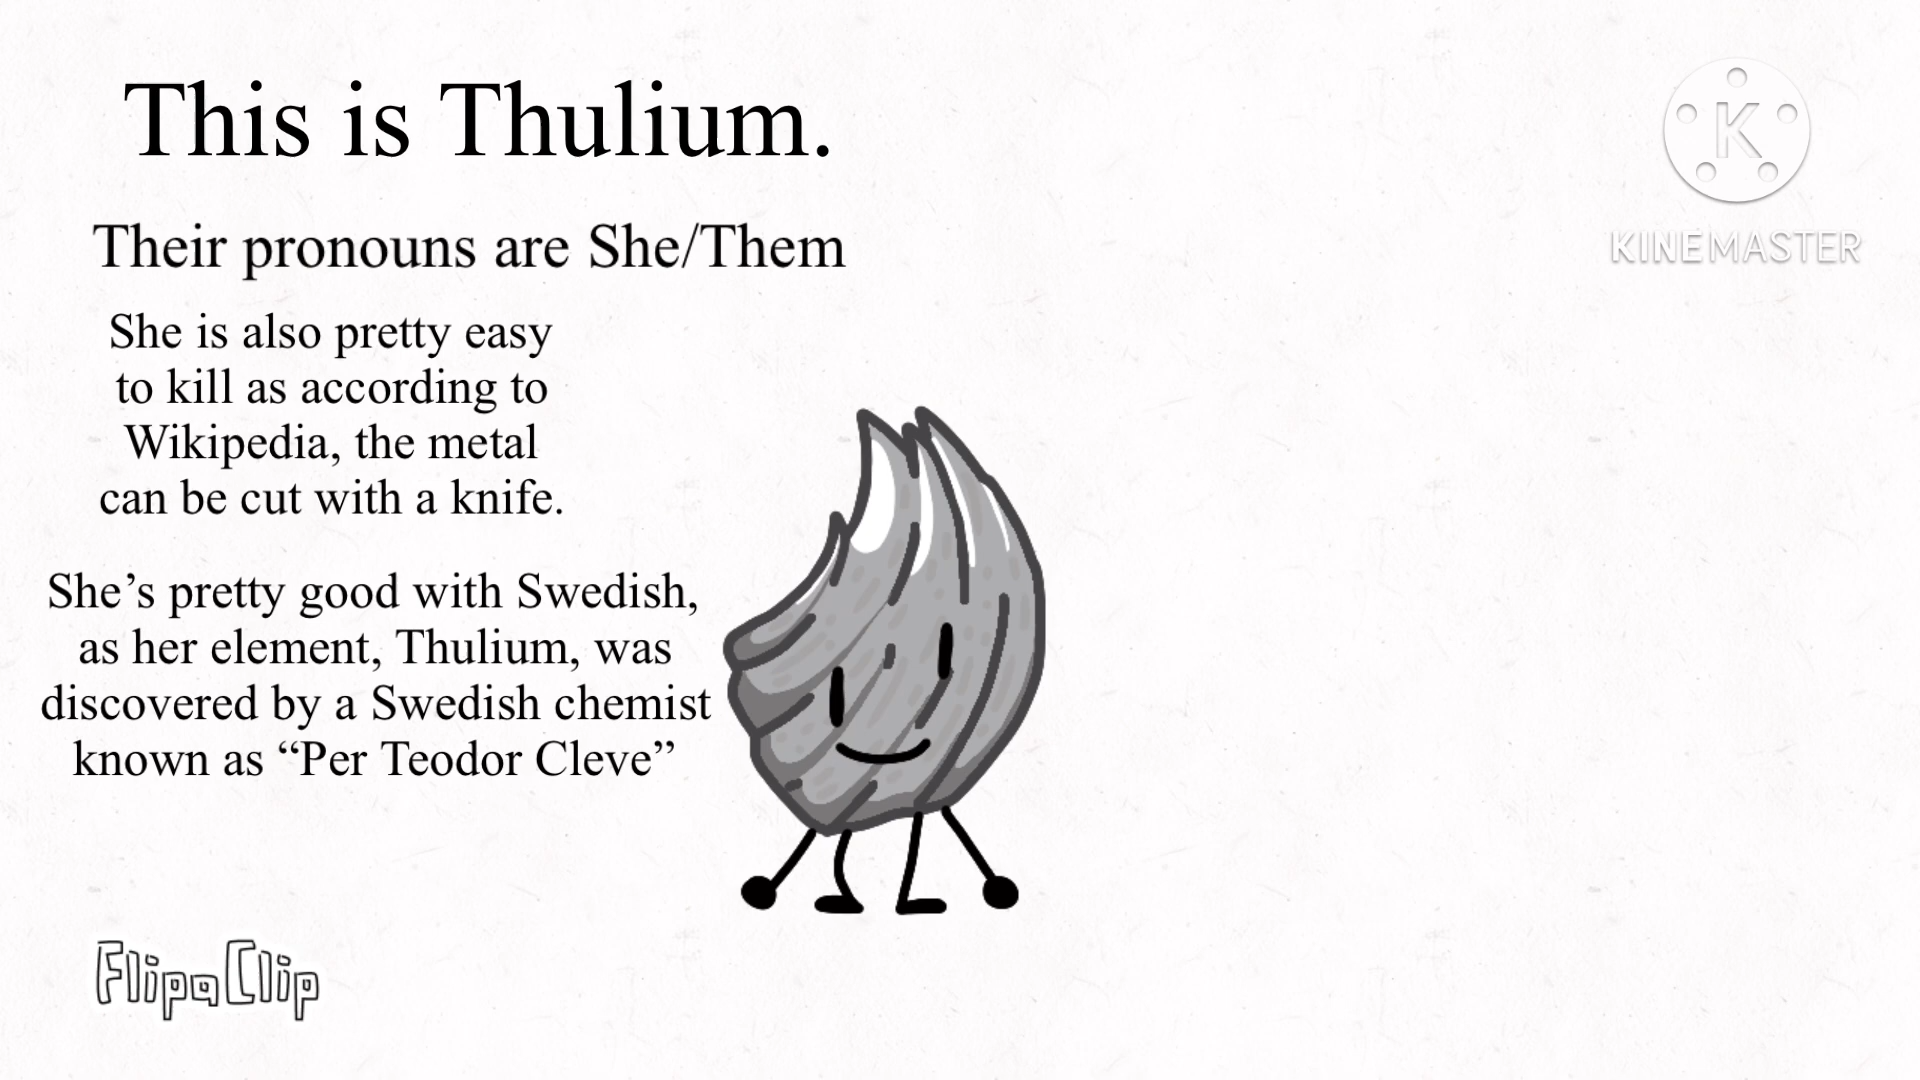 This is Thulium.
Their pronouns are She/Them
She is also pretty easy
to kill as according to
Wikipedia, the metal
can be cut with a knife.
She’s pretty good with Swedish,
as her element, Thulium, was
discovered by a Swedish chemist
known as “Per Teodor Cleve”
K
KINEMASTER
FlipaClip